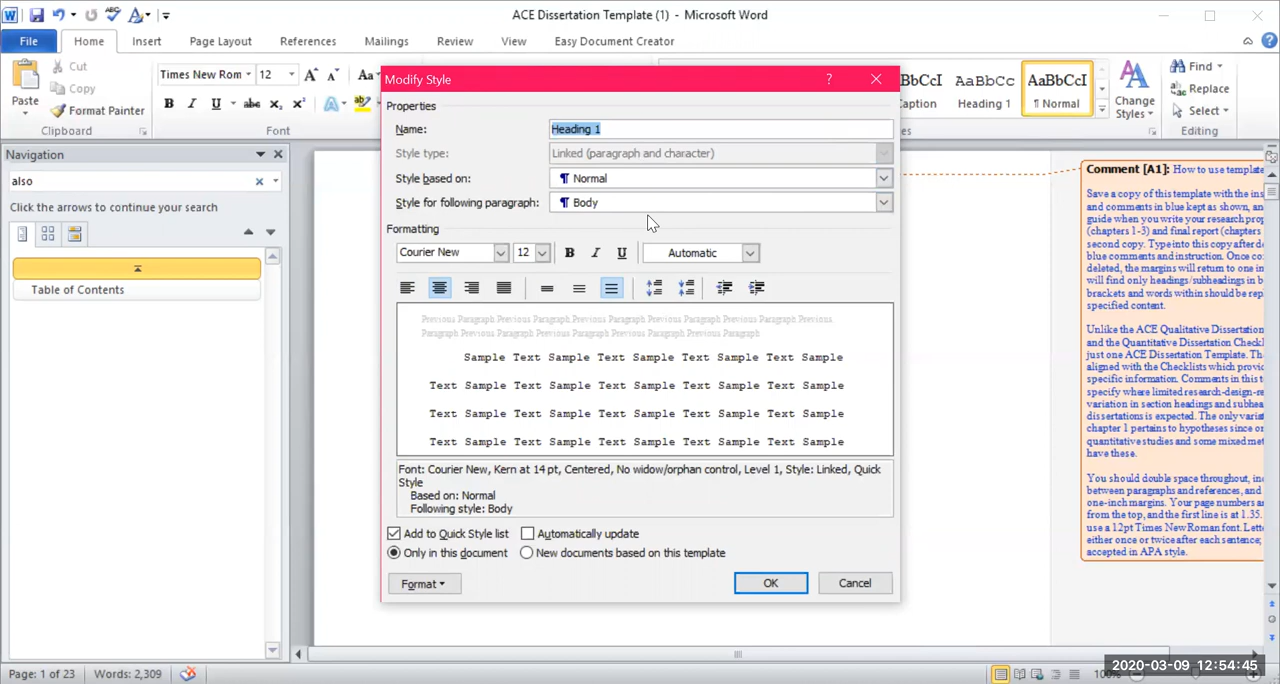 ACE Dissertation Template (1) - Microsoft Word
File Home Insert Page Layout References Mailings Review View Easy Document Creator
Paste
Cut
Copy
Format Painter
Clipboard
Times New Rom 12 Aa
B I U abc x₂ x² A ab
Font
AaBbCcI AaBbCcI AaBbCcI
Caption Heading 1 ¶ Normal
Change
Styles
Find
Replace
Select
Editing
Navigation
also
Click the arrows to continue your search
Table of Contents
Modify Style
Properties
Name: Heading 1
Style type: Linked (paragraph and character)
Style based on: ¶ Normal
Style for following paragraph: ¶ Body
Formatting
Courier New 12 B I U Automatic
Previous Paragraph Previous Paragraph Previous Paragraph Previous Paragraph Previous Paragraph Previous
Paragraph Previous Paragraph Previous Paragraph Previous Paragraph Previous Paragraph
Sample Text Sample Text Sample Text Sample Text Sample
Text Sample Text Sample Text Sample Text Sample Text Sample
Text Sample Text Sample Text Sample Text Sample Text Sample
Text Sample Text Sample Text Sample Text Sample Text Sample
Font: Courier New, Kern at 14 pt, Centered, No widow/orphan control, Level 1, Style: Linked, Quick
Style
Based on: Normal
Following style: Body
Add to Quick Style list Automatically update
Only in this document New documents based on this template
Format OK Cancel
Comment [A1]: How to use template
Save a copy of this template with the ins
and comments in blue kept as shown, an
guide when you write your research prop
(chapters 1-3) and final report (chapters
second copy. Type into this copy after de
blue comments and instruction. Once co
deleted, the margins will return to one in
will find only headings/subheadings in b
brackets and words within should be rep
specified content.
Unlike the ACE Qualitative Dissertation
and the Quantitative Dissertation Check
just one ACE Dissertation Template. Th
aligned with the Checklists which provid
specific information. Comments in this t
specify where limited research-design-re
variation in section headings and subhea
dissertations is expected. The only variat
chapter 1 pertains to hypotheses since o
quantitative studies and some mixed met
have these.
You should double space throughout, inc
between paragraphs and references, and
one-inch margins. Your page numbers a
from the top, and the first line is at 1.35.
use a 12pt Times New Roman font. Lett
either once or twice after each sentence;
accepted in APA style.
Page: 1 of 23 Words: 2,309 100%
2020-03-09 12:54:45